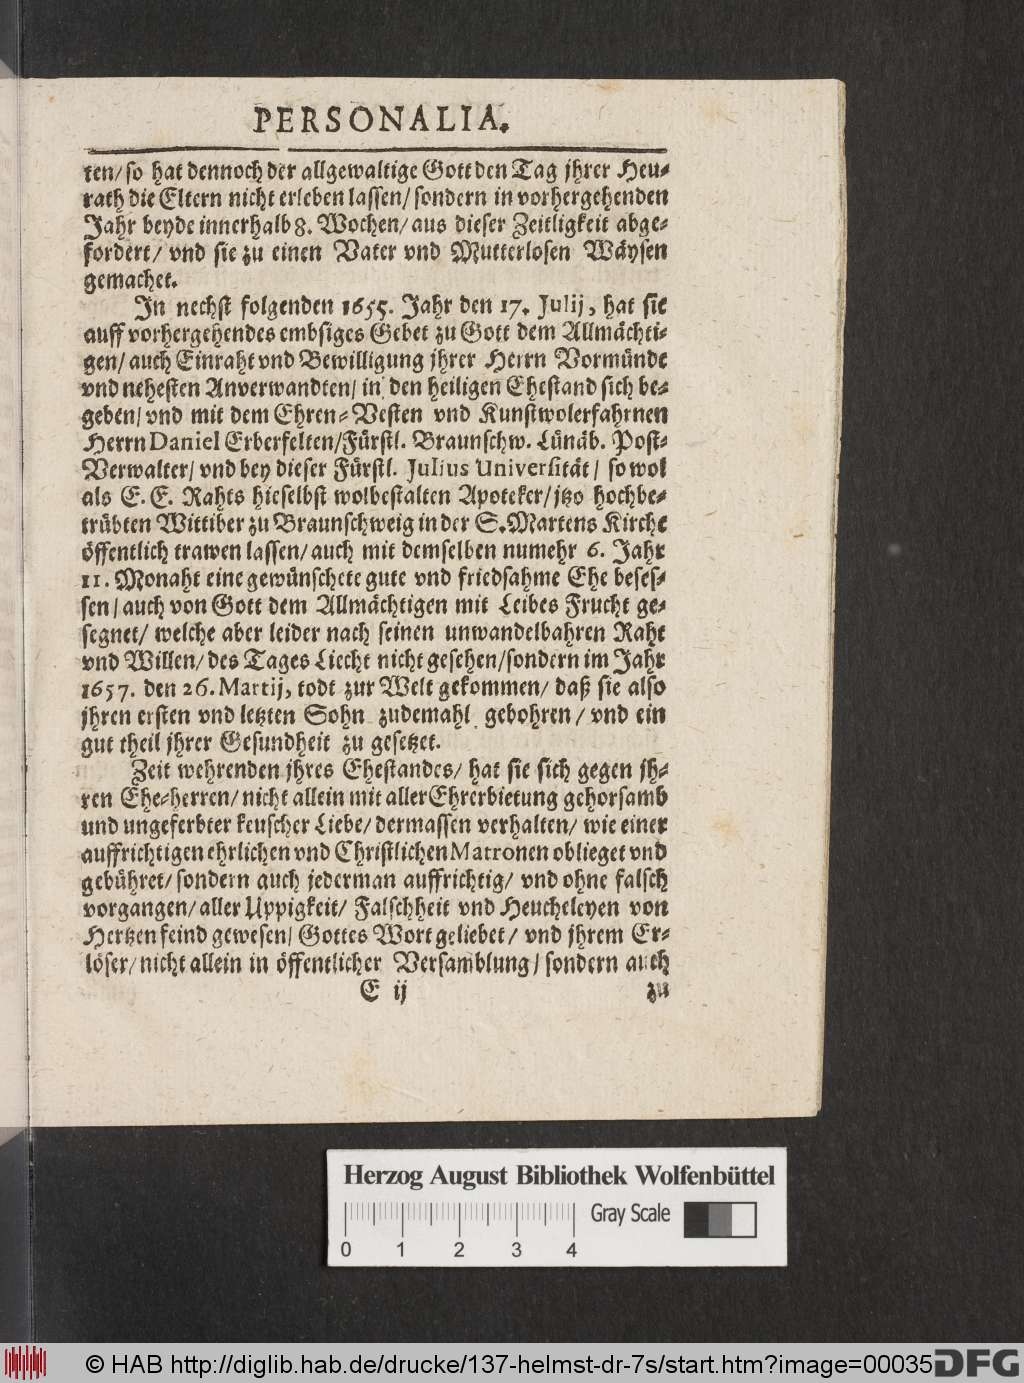 PERSONALIA.
ten/ so hat dennoch der allgewaltige Gott den Tag jhrer Heu-
rath die Eltern nicht erleben lassen/ sondern in vorhergehenden
Jahr beyde innerhalb 8. Wochen/ aus dieser Zeitligkeit abge-
fordert/ vnd sie zu einen Vater vnd Mutterlosen Wäysen
gemachet.
In nechst folgenden 1655. Jahr den 17. Julij, hat sie
auff vorhergehendes embsiges Gebet zu Gott dem Allmächti-
gen/ auch Einraht vnd Bewilligung jhrer Herrn Vormünde
vnd nehesten Anverwandten/ in den heiligen Ehestand sich be-
geben/ vnd mit dem Ehren-Vesten vnd Kunstwolerfahrnen
Herrn Daniel Erberfelten/Fürstl. Braunschw. Lünäb. Post-
Verwalter/ vnd bey dieser Fürstl. Julius Universität/ so wol
als E. E. Rahts hieselbst wolbestalten Apoteker/ jtzo hochbe-
trübten Wittiber zu Braunschweig in der S. Martens Kirche
öffentlich trawen lassen/ auch mit demselben numehr 6. Jahr
11. Monaht eine gewünschete gute vnd friedsahme Ehe beses-
sen/ auch von Gott dem Allmächtigen mit Leibes Frucht ge-
segnet/ welche aber leider nach seinen unwandelbahren Raht
vnd Willen/ des Tages Liecht nicht gesehen/sondern im Jahr
1657. den 26. Martij, todt zur Welt gekommen/ daß sie also
jhren ersten vnd letzten Sohn zudemahl gebohren/ vnd ein
gut theil jhrer Gesundheit zu gesetzet.
Zeit wehrenden jhres Ehestandes/ hat sie sich gegen jh-
ren Ehe-herren/ nicht allein mit aller Ehrerbietung gehorsamb
und ungeferbter keuscher Liebe/ dermassen verhalten/ wie einer
auffrichtigen ehrlichen vnd Christlichen Matronen oblieget vnd
gebühret/ sondern auch jederman auffrichtig/ vnd ohne falsch
vorgangen/ aller Uppigkeit/ Falschheit vnd Heucheleyen von
Hertzen feind gewesen/ Gottes Wort geliebet/ vnd jhrem Er-
löser/ nicht allein in öffentlicher Versamblung/ sondern auch
E ij zu
Herzog August Bibliothek Wolfenbüttel
Gray Scale
0 1 2 3 4
© HAB http://diglib.hab.de/drucke/137-helmst-dr-7s/start.htm?image=00035
DFG